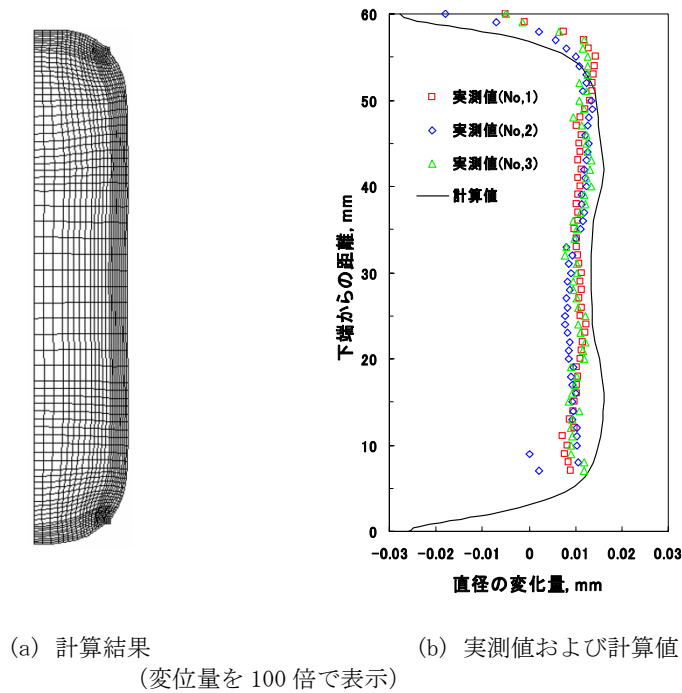 60
50
40
30
20
10
0
下端からの距離, mm
実測値(No,1)
実測値(No,2)
実測値(No,3)
計算値
-0.03 -0.02 -0.01 0 0.01 0.02 0.03
直径の変化量, mm
(a) 計算結果
(変位量を 100 倍で表示)
(b) 実測値および計算値